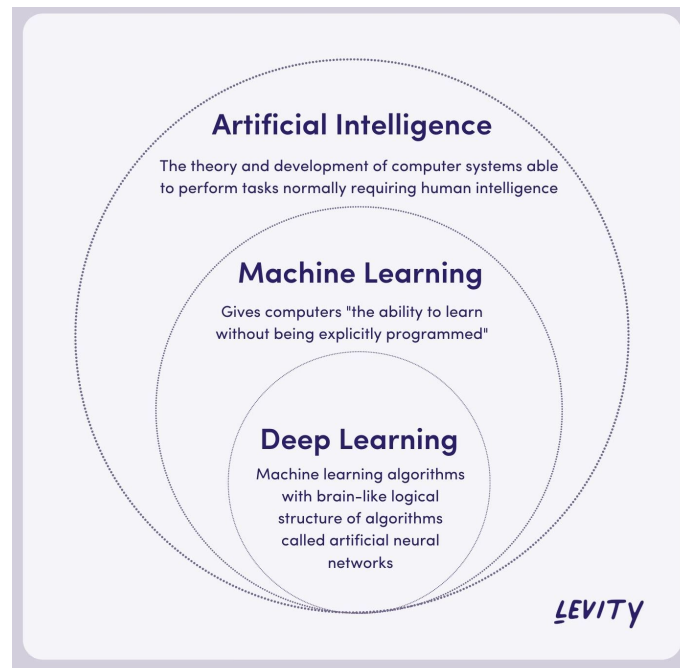 Artificial Intelligence
The theory and development of computer systems able
to perform tasks normally requiring human intelligence
Machine Learning
Gives computers "the ability to learn
without being explicitly programmed"
Deep Learning
Machine learning algorithms
with brain-like logical
structure of algorithms
called artificial neural
networks
LEVITY